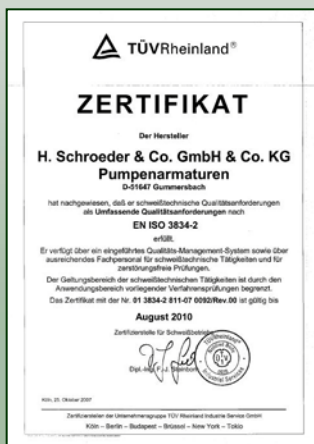 TÜVRheinland®
ZERTIFIKAT
Der Hersteller
H. Schroeder & Co. GmbH & Co. KG
Pumpenarmaturen
D-51647 Gummersbach
hat nachgewiesen, daß er schweißtechnische Qualitätsanforderungen
als Umfassende Qualitätsanforderungen nach
EN ISO 3834-2
erfüllt.
Er verfügt über ein eingeführtes Qualitäts-Management-System sowie über
ausreichendes Fachpersonal für schweißtechnische Tätigkeiten und für
zerstörungsfreie Prüfungen.
Der Geltungsbereich der schweißtechnischen Tätigkeiten ist durch den
Anwendungsbereich vorliegender Verfahrensprüfungen begrenzt.
Das Zertifikat mit der Nr. 01 3834-2 811-07 0092/Rev.00 ist gültig bis
August 2010
Zertifizierstelle für Schweißbetriebe
Dipl.-Ing. F. J.
TÜVRheinland
Industrial Services
Köln, 25. Oktober 2007
Zertifizierstellen der Unternehmensgruppe TÜV Rheinland Industrie Service GmbH
Köln – Berlin – Budapest – Brüssel – New York – Tokio